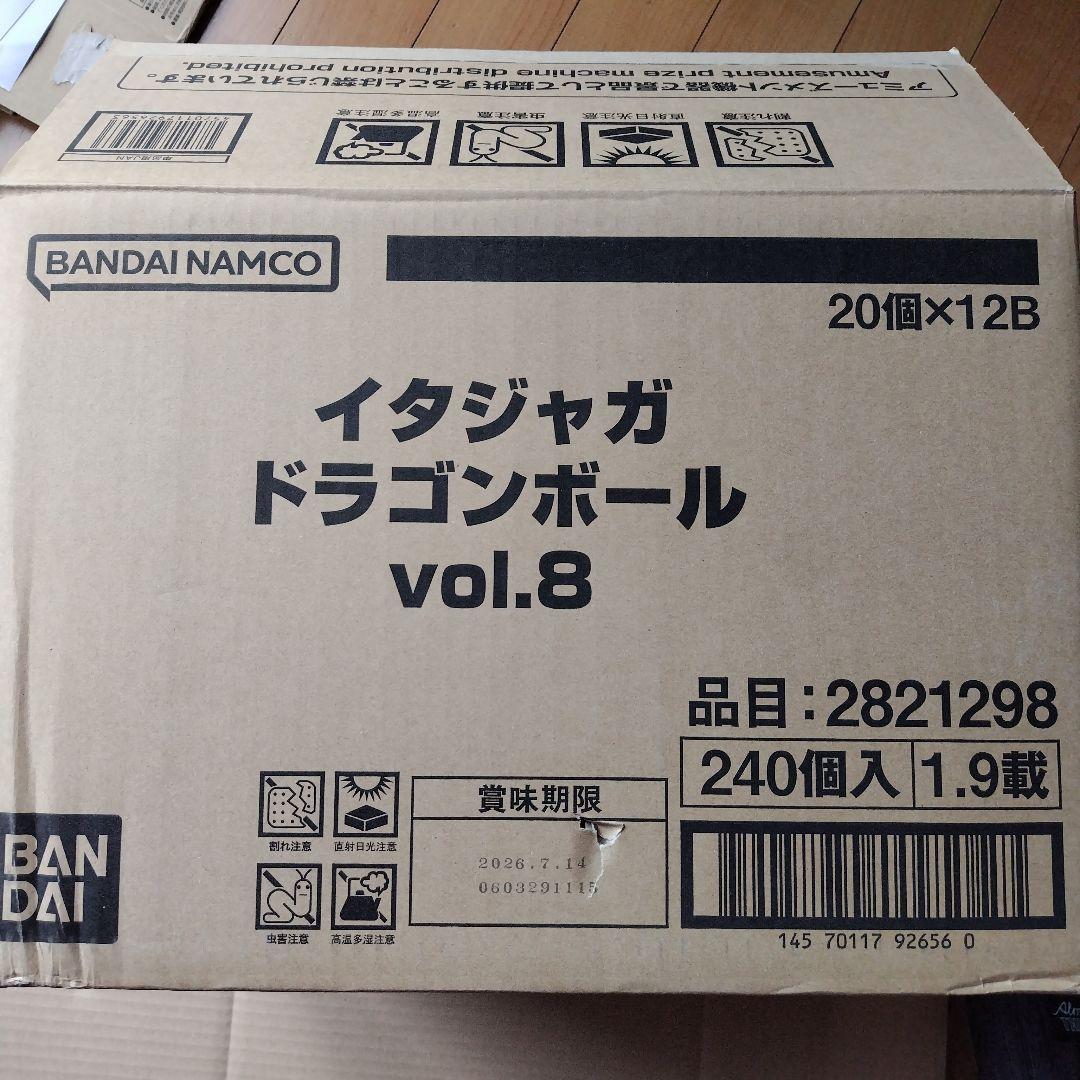 アミューズメント機器で景品として提供することは禁じられています。
Amusement prize machine distribution prohibited.
割れ注意
直射日光注意
虫害注意
高温多湿注意
単品用JAN
BANDAI NAMCO
20個×12B
イタジャガ
ドラゴンボール
vol.8
品目:2821298
240個入
1.9載
賞味期限
2026.7.14
0603291115
割れ注意
直射日光注意
虫害注意
高温多湿注意
BAN
DAI
145 70117 92656 0